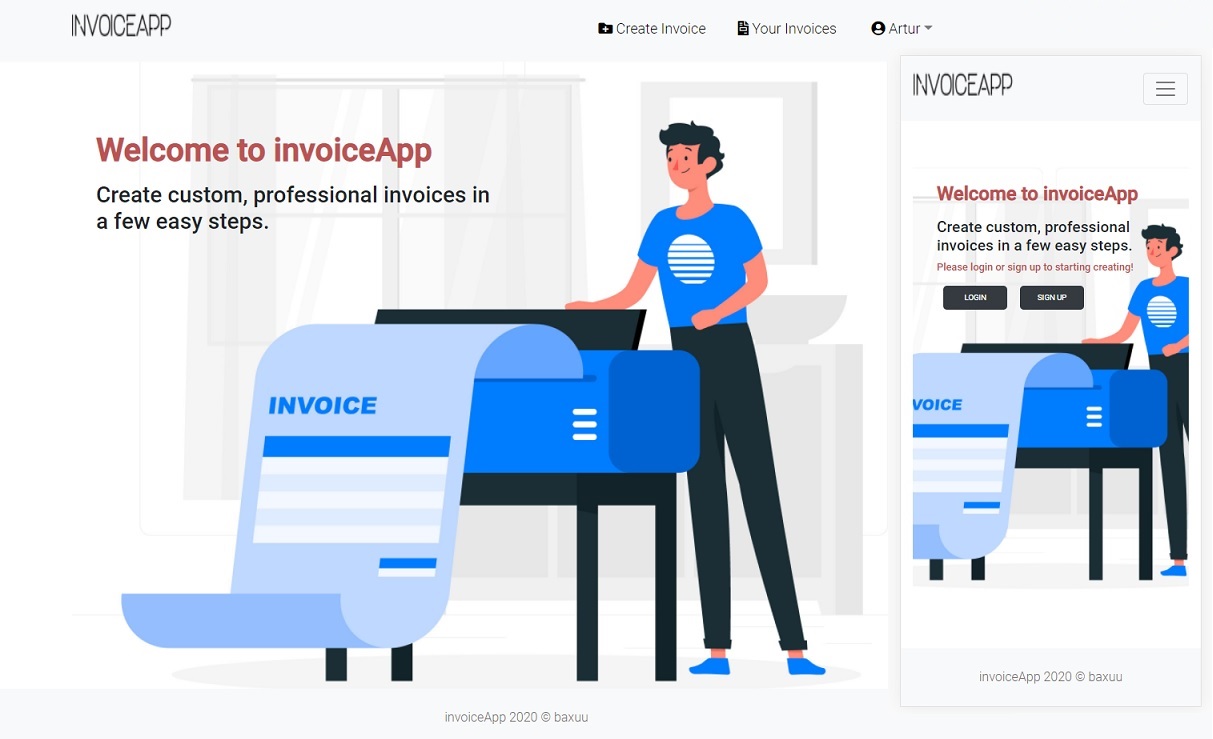 INVOICEAPP
Create Invoice
Your Invoices
Artur
Welcome to invoiceApp
Create custom, professional invoices in
a few easy steps.
INVOICE
invoiceApp 2020 © baxuu
INVOICEAPP
Welcome to invoiceApp
Create custom, professional
invoices in a few easy steps.
Please login or sign up to starting creating!
LOGIN
SIGN UP
VOICE
invoiceApp 2020 © baxuu